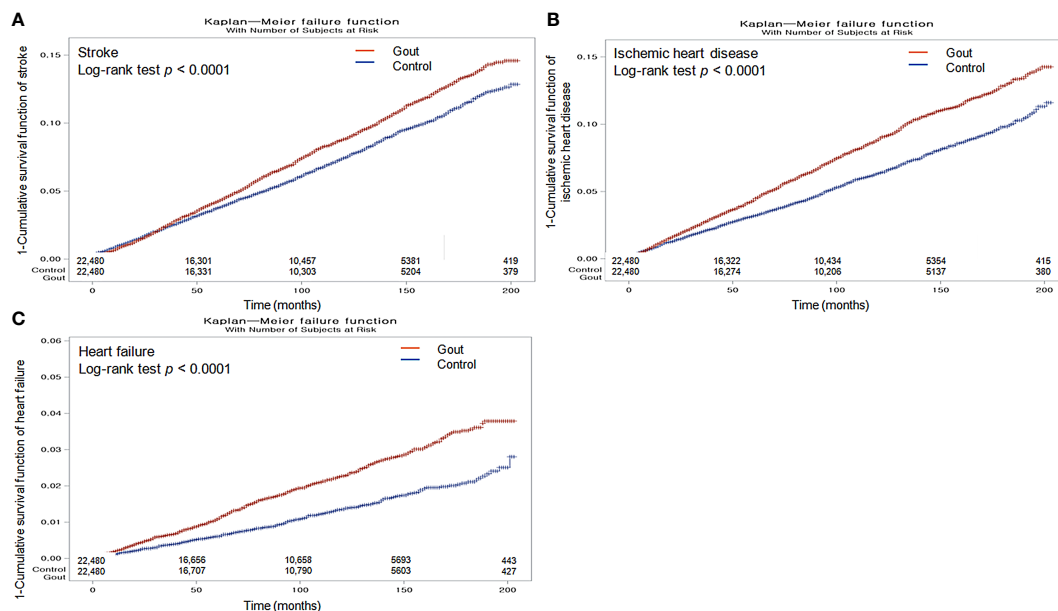 A
Kaplan—Meier failure function
With Number of Subjects at Risk
Stroke
Log-rank test p < 0.0001
Gout
Control
1-Cumulative survival function of stroke
0.15
0.10
0.05
0.00
22,480 16,301 10,457 5381 419
Control
22,480 16,331 10,303 5204 379
Gout
0 50 100 150 200
Time (months)
B
Kaplan—Meier failure function
With Number of Subjects at Risk
Ischemic heart disease
Log-rank test p < 0.0001
Gout
Control
1-Cumulative survival function of
ischemic heart disease
0.15
0.10
0.05
0.00
22,480 16,322 10,434 5354 415
Control
22,480 16,274 10,206 5137 380
Gout
0 50 100 150 200
Time (months)
C
Kaplan—Meier failure function
With Number of Subjects at Risk
Heart failure
Log-rank test p < 0.0001
Gout
Control
1-Cumulative survival function of heart failure
0.06
0.05
0.04
0.03
0.02
0.01
0.00
22,480 16,656 10,658 5693 443
Control
22,480 16,707 10,790 5603 427
Gout
0 50 100 150 200
Time (months)